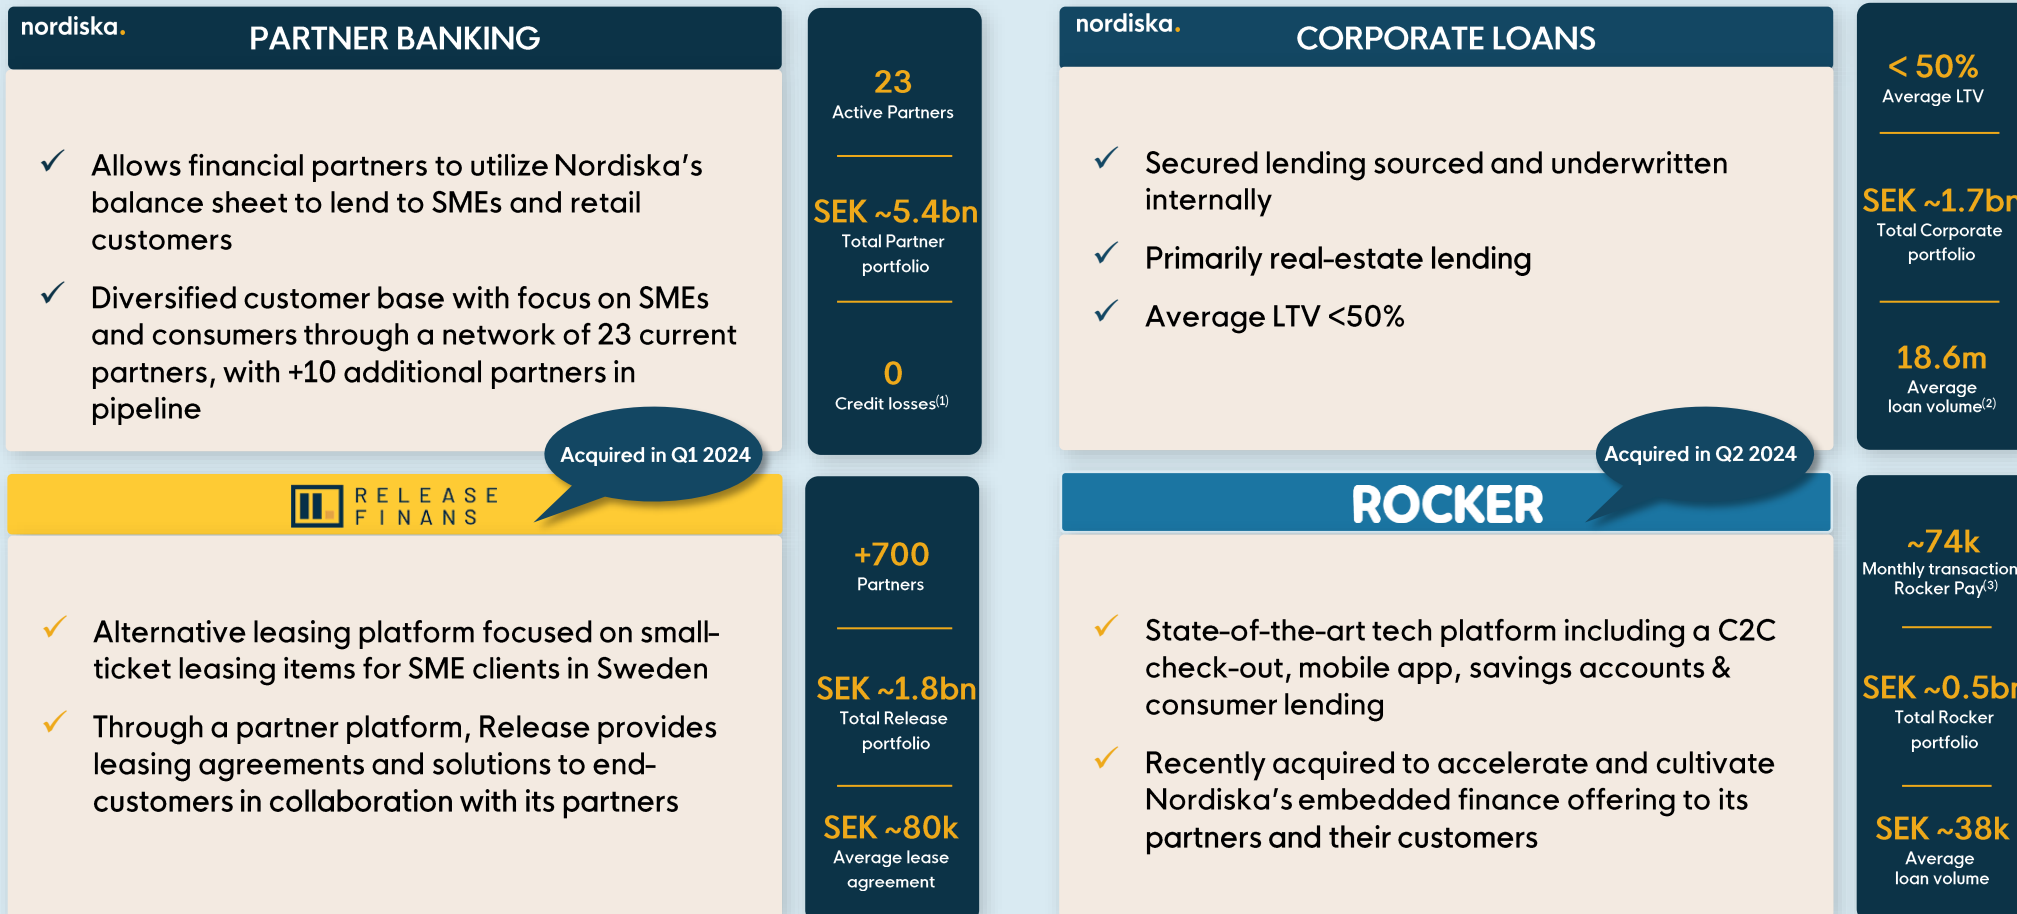 nordiska.
PARTNER BANKING
Allows financial partners to utilize Nordiska's
balance sheet to lend to SMEs and retail
customers
Diversified customer base with focus on SMEs
and consumers through a network of 23 current
partners, with +10 additional partners in
pipeline
23
Active Partners
SEK ~5.4bn
Total Partner
portfolio
0
Credit losses(1)
nordiska.
CORPORATE LOANS
Secured lending sourced and underwritten
internally
Primarily real-estate lending
Average LTV <50%
< 50%
Average LTV
SEK ~1.7bn
Total Corporate
portfolio
18.6m
Average
loan volume(2)
Acquired in Q1 2024
RELEASE
FINANS
Alternative leasing platform focused on small-
ticket leasing items for SME clients in Sweden
Through a partner platform, Release provides
leasing agreements and solutions to end-
customers in collaboration with its partners
+700
Partners
SEK ~1.8bn
Total Release
portfolio
SEK ~80k
Average lease
agreement
Acquired in Q2 2024
ROCKER
State-of-the-art tech platform including a C2C
check-out, mobile app, savings accounts &
consumer lending
Recently acquired to accelerate and cultivate
Nordiska's embedded finance offering to its
partners and their customers
~74k
Monthly transaction
Rocker Pay(3)
SEK ~0.5bn
Total Rocker
portfolio
SEK ~38k
Average
loan volume